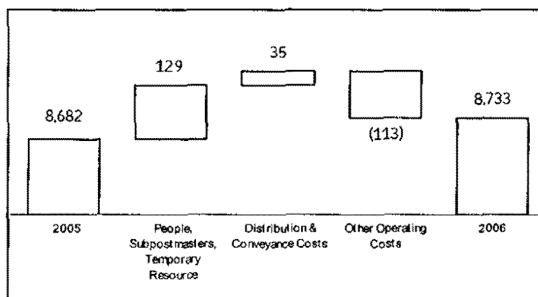 129
35
8,682
(113)
8,733
2005
People,
Subpostmasters,
Temporary
Resource
Distribution &
Conveyance Costs
Other Operating
Costs
2006